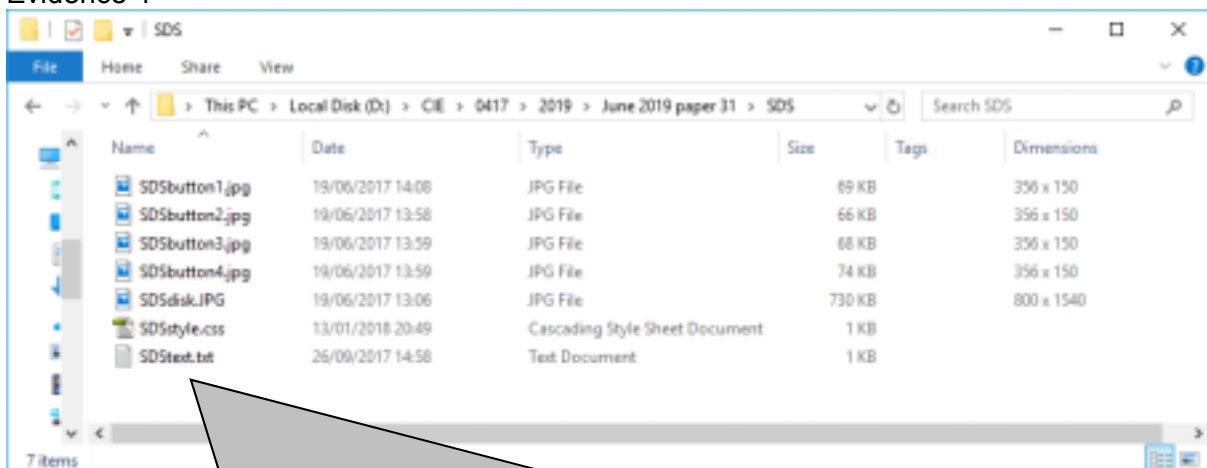 Evidence 1
SDS
File Home Share View
This PC > Local Disk (D:) > CIE > 0417 > 2019 > June 2019 paper 31 > SDS Search SDS
Name Date Type Size Tags Dimensions
SDSbutton1.jpg 19/06/2017 14:08 JPG File 69 KB 356 x 150
SDSbutton2.jpg 19/06/2017 13:58 JPG File 66 KB 356 x 150
SDSbutton3.jpg 19/06/2017 13:59 JPG File 68 KB 356 x 150
SDSbutton4.jpg 19/06/2017 13:59 JPG File 74 KB 356 x 150
SDSdisk.JPG 19/06/2017 13:06 JPG File 730 KB 800 x 1540
SDSstyle.css 13/01/2018 20:49 Cascading Style Sheet Document 1 KB
SDStext.txt 26/09/2017 14:58 Text Document 1 KB
7 items